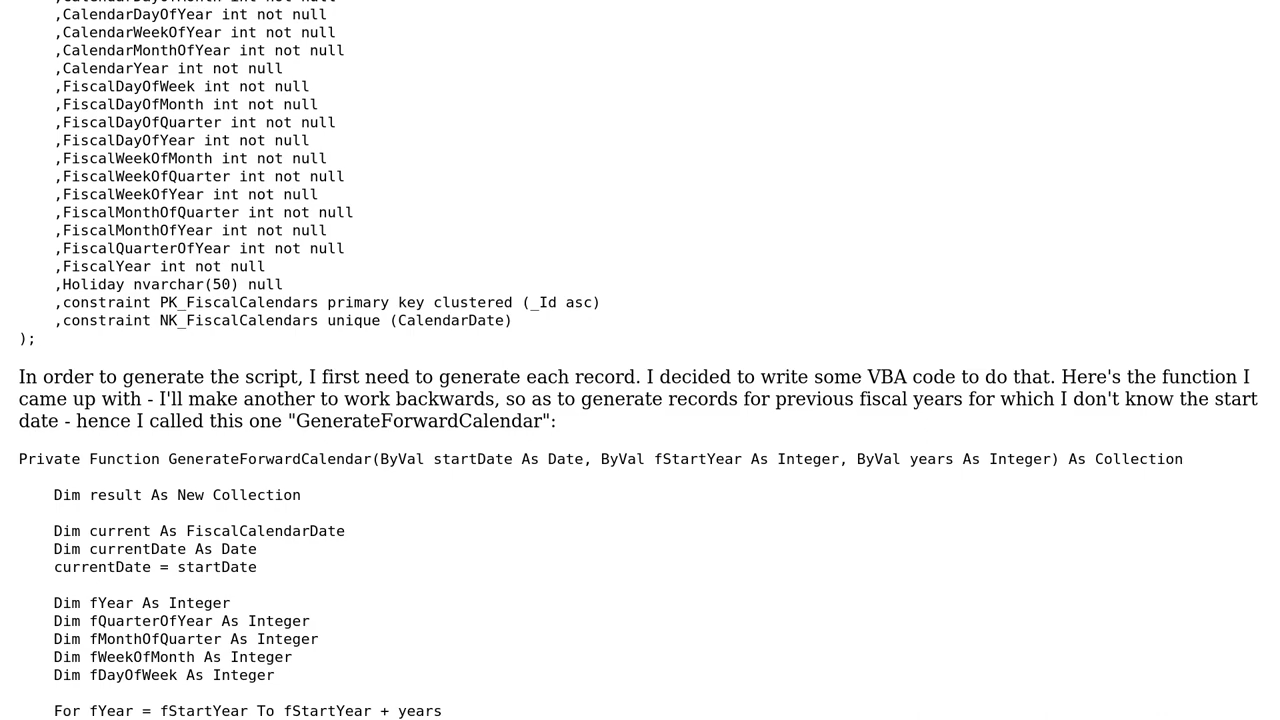 ,CalendarDayOfMonth int not null
,CalendarDayOfYear int not null
,CalendarWeekOfYear int not null
,CalendarMonthOfYear int not null
,CalendarYear int not null
,FiscalDayOfWeek int not null
,FiscalDayOfMonth int not null
,FiscalDayOfQuarter int not null
,FiscalDayOfYear int not null
,FiscalWeekOfMonth int not null
,FiscalWeekOfQuarter int not null
,FiscalWeekOfYear int not null
,FiscalMonthOfQuarter int not null
,FiscalMonthOfYear int not null
,FiscalQuarterOfYear int not null
,FiscalYear int not null
,Holiday nvarchar(50) null
,constraint PK_FiscalCalendars primary key clustered (_Id asc)
,constraint NK_FiscalCalendars unique (CalendarDate)
);
In order to generate the script, I first need to generate each record. I decided to write some VBA code to do that. Here's the function I
came up with - I'll make another to work backwards, so as to generate records for previous fiscal years for which I don't know the start
date - hence I called this one "GenerateForwardCalendar":
Private Function GenerateForwardCalendar(ByVal startDate As Date, ByVal fStartYear As Integer, ByVal years As Integer) As Collection
Dim result As New Collection
Dim current As FiscalCalendarDate
Dim currentDate As Date
currentDate = startDate
Dim fYear As Integer
Dim fQuarterOfYear As Integer
Dim fMonthOfQuarter As Integer
Dim fWeekOfMonth As Integer
Dim fDayOfWeek As Integer
For fYear = fStartYear To fStartYear + years